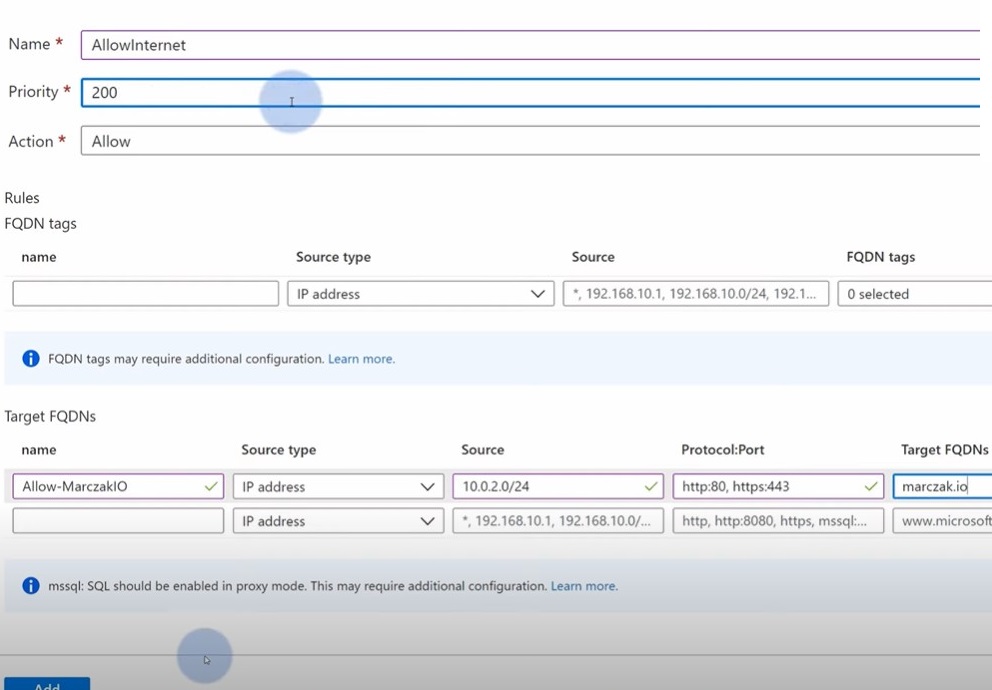 Name * AllowInternet
Priority * 200
Action * Allow
Rules
FQDN tags
name Source type Source FQDN tags
IP address *, 192.168.10.1, 192.168.10.0/24, 192.1... 0 selected
FQDN tags may require additional configuration. Learn more.
Target FQDNs
name Source type Source Protocol:Port Target FQDNs
Allow-MarczakIO IP address 10.0.2.0/24 http:80, https:443 marczak.io
IP address *, 192.168.10.1, 192.168.10.0/... http, http:8080, https, mssql:... www.microsoft
mssql: SQL should be enabled in proxy mode. This may require additional configuration. Learn more.
Add